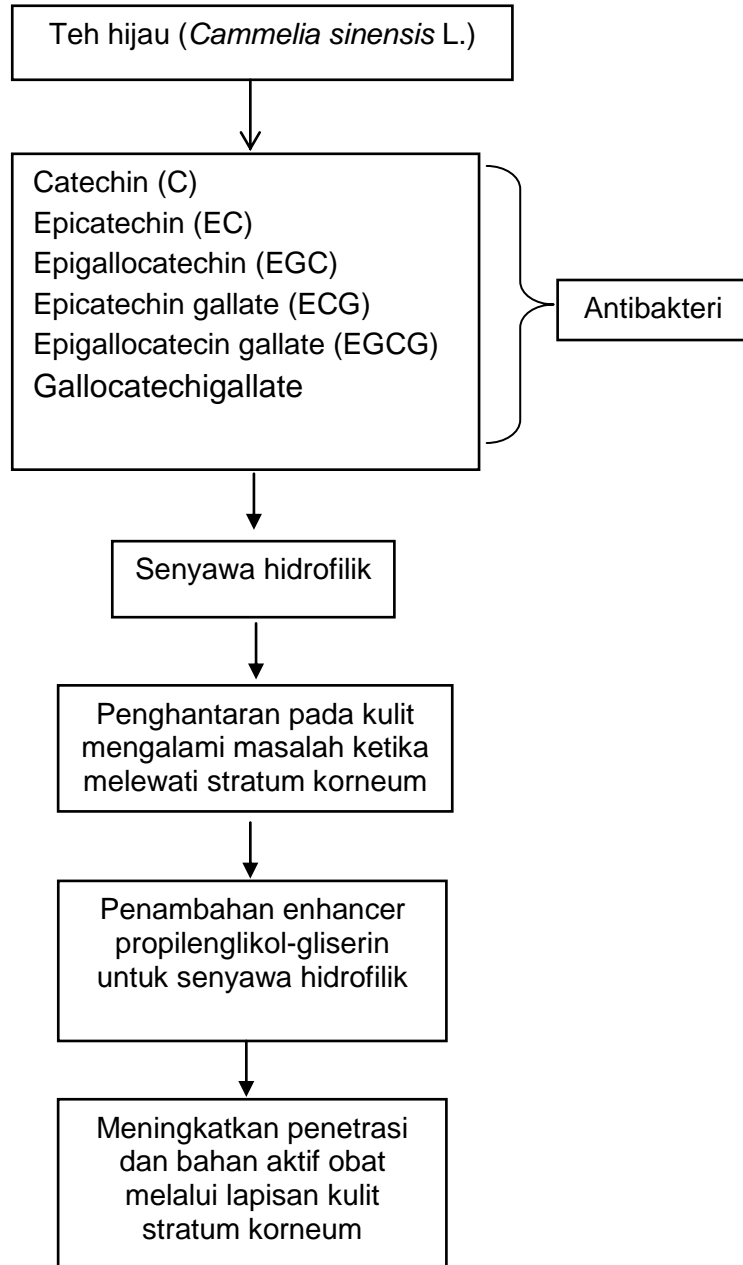 Teh hijau (Cammelia sinensis L.)
Catechin (C)
Epicatechin (EC)
Epigallocatechin (EGC)
Epicatechin gallate (ECG)
Epigallocatecin gallate (EGCG)
Gallocatechigallate
Antibakteri
Senyawa hidrofilik
Penghantaran pada kulit
mengalami masalah ketika
melewati stratum korneum
Penambahan enhancer
propilenglikol-gliserin
untuk senyawa hidrofilik
Meningkatkan penetrasi
dan bahan aktif obat
melalui lapisan kulit
stratum korneum